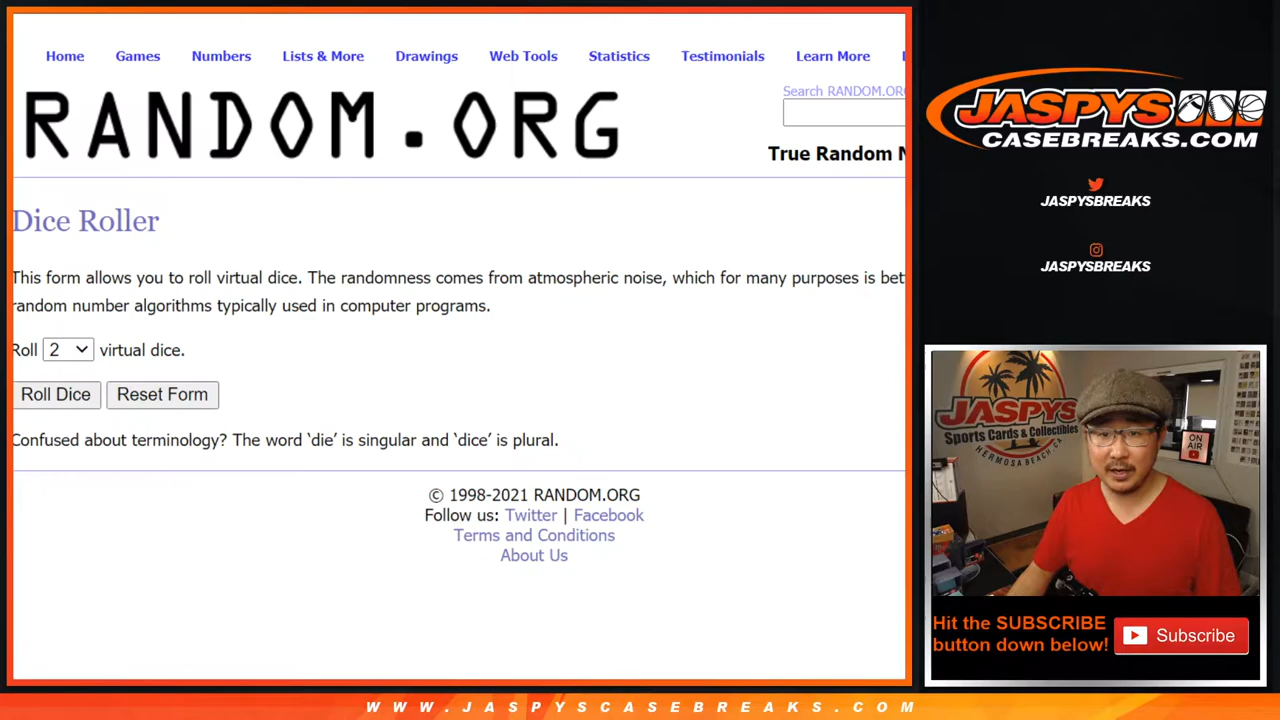 Home Games Numbers Lists & More Drawings Web Tools Statistics Testimonials Learn More
RANDOM.ORG
Search RANDOM.ORG
True Random N
Dice Roller
This form allows you to roll virtual dice. The randomness comes from atmospheric noise, which for many purposes is bet
random number algorithms typically used in computer programs.
Roll 2 virtual dice.
Roll Dice Reset Form
Confused about terminology? The word ‘die’ is singular and ‘dice’ is plural.
© 1998-2021 RANDOM.ORG
Follow us: Twitter | Facebook
Terms and Conditions
About Us
JASPYS
CASEBREAKS.COM
JASPYSBREAKS
JASPYSBREAKS
JASPYS
Sports Cards & Collectibles
HERMOSA BEACH, CA
ON
AIR
Hit the SUBSCRIBE
button down below!
Subscribe
WWW.JASPYSCASEBREAKS.COM